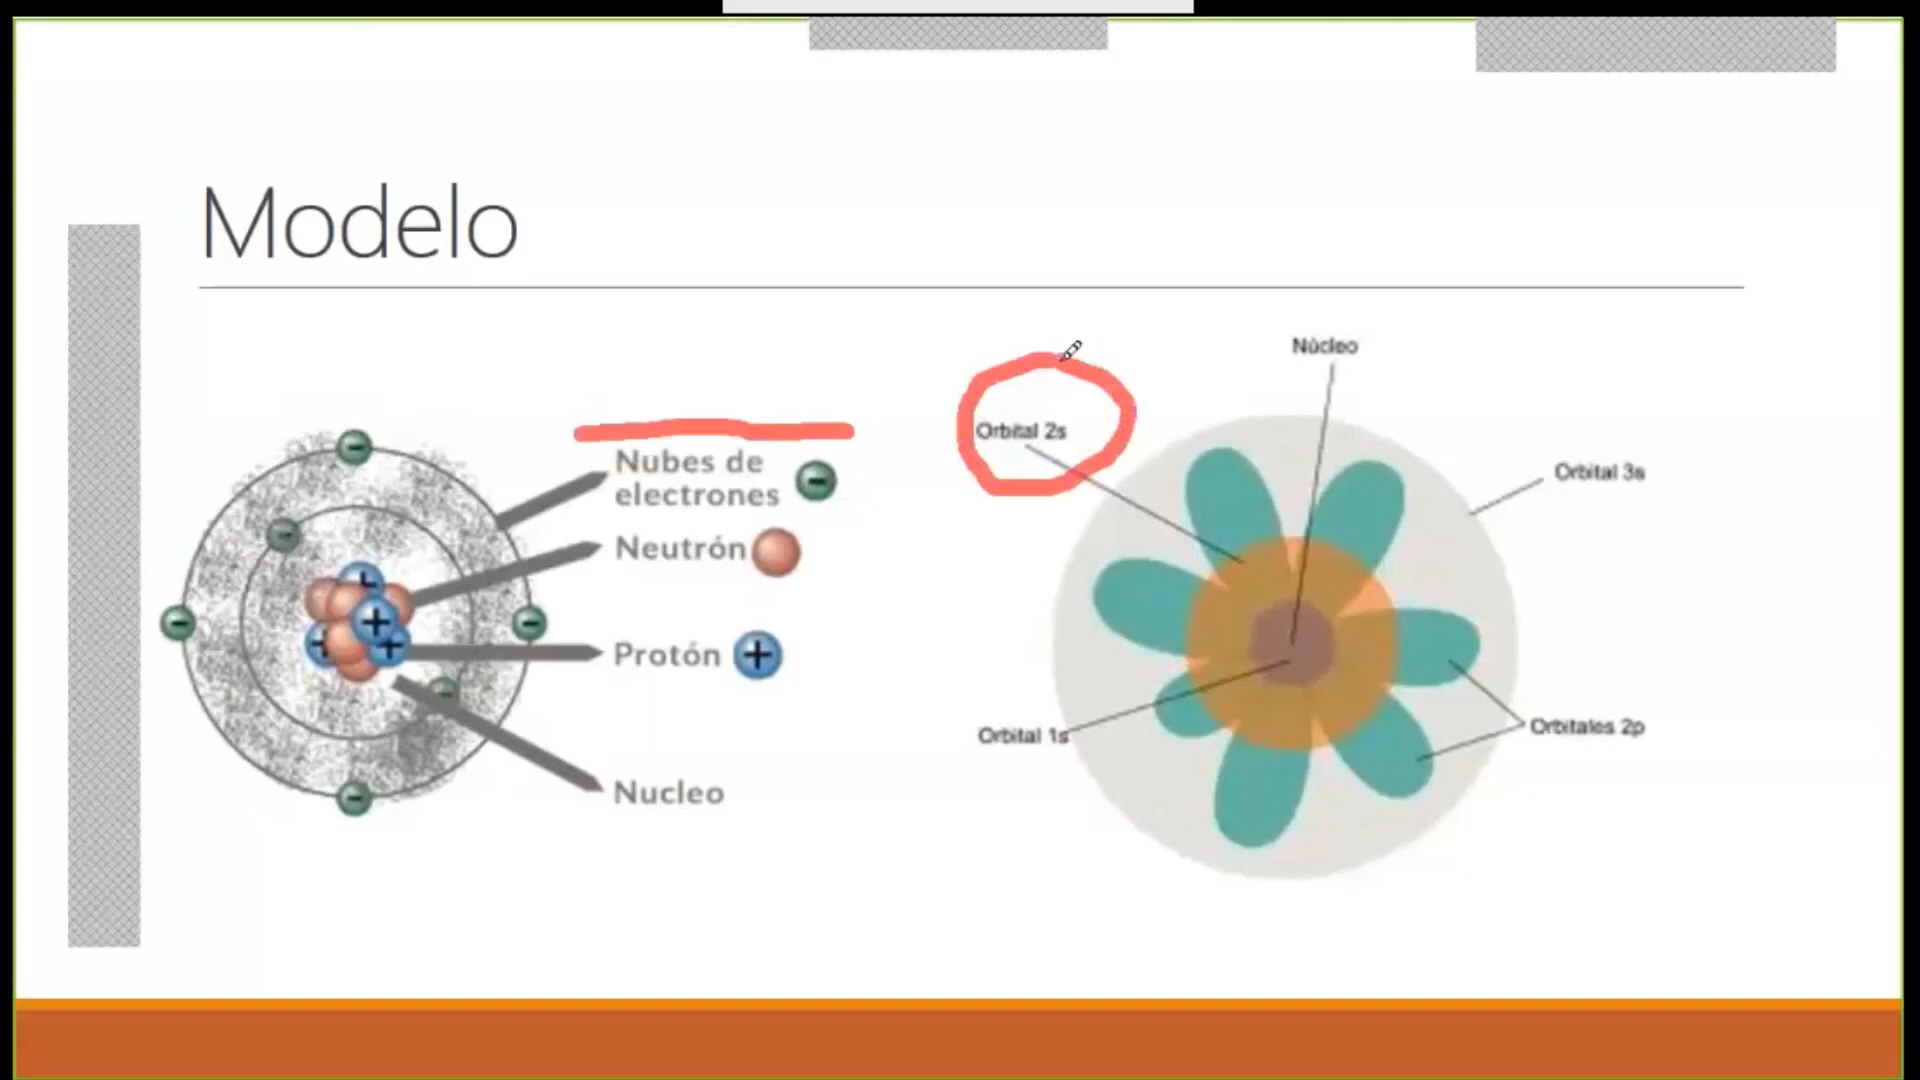 Modelo
Nubes de
electrones
Neutrón
Protón
Nucleo
Núcleo
Orbital 2s
Orbital 3s
Orbital 1s
Orbitales 2p